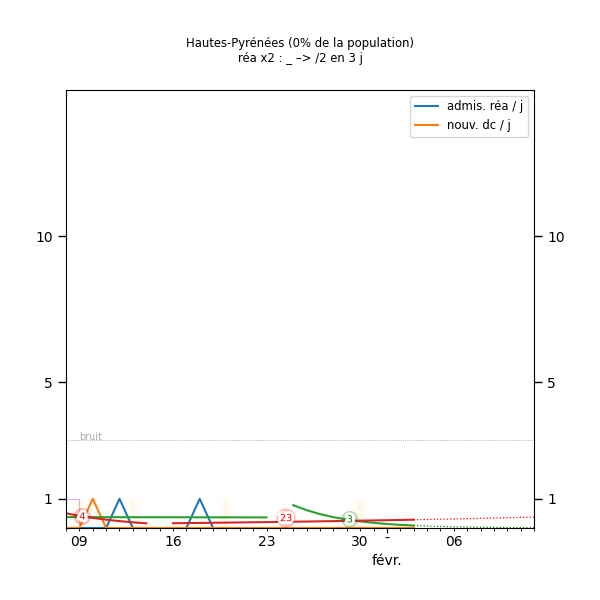 Hautes-Pyrénées (0% de la population)
réa x2 : _ –> /2 en 3 j
admis. réa / j
nouv. dc / j
10
10
5
5
bruit
1
1
4
23
3
09
16
23
30
-
06
févr.